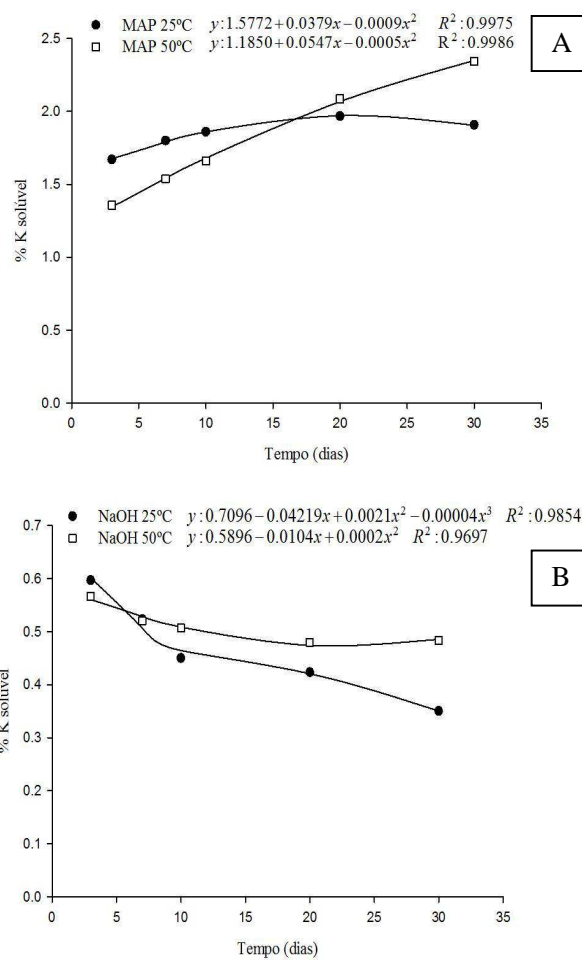 MAP 25ºC y:1.5772+0.0379x−0.0009x² R²:0.9975
MAP 50ºC y:1.1850+0.0547x−0.0005x² R²:0.9986
A
2.5
2.0
1.5
1.0
0.5
0.0
% K solúvel
0 5 10 15 20 25 30 35
Tempo (dias)
NaOH 25ºC y:0.7096−0.04219x+0.0021x²−0.00004x³ R²:0.9854
NaOH 50ºC y:0.5896−0.0104x+0.0002x² R²:0.9697
B
0.7
0.6
0.5
0.4
0.3
0.2
0.1
0.0
% K solúvel
0 5 10 15 20 25 30 35
Tempo (dias)